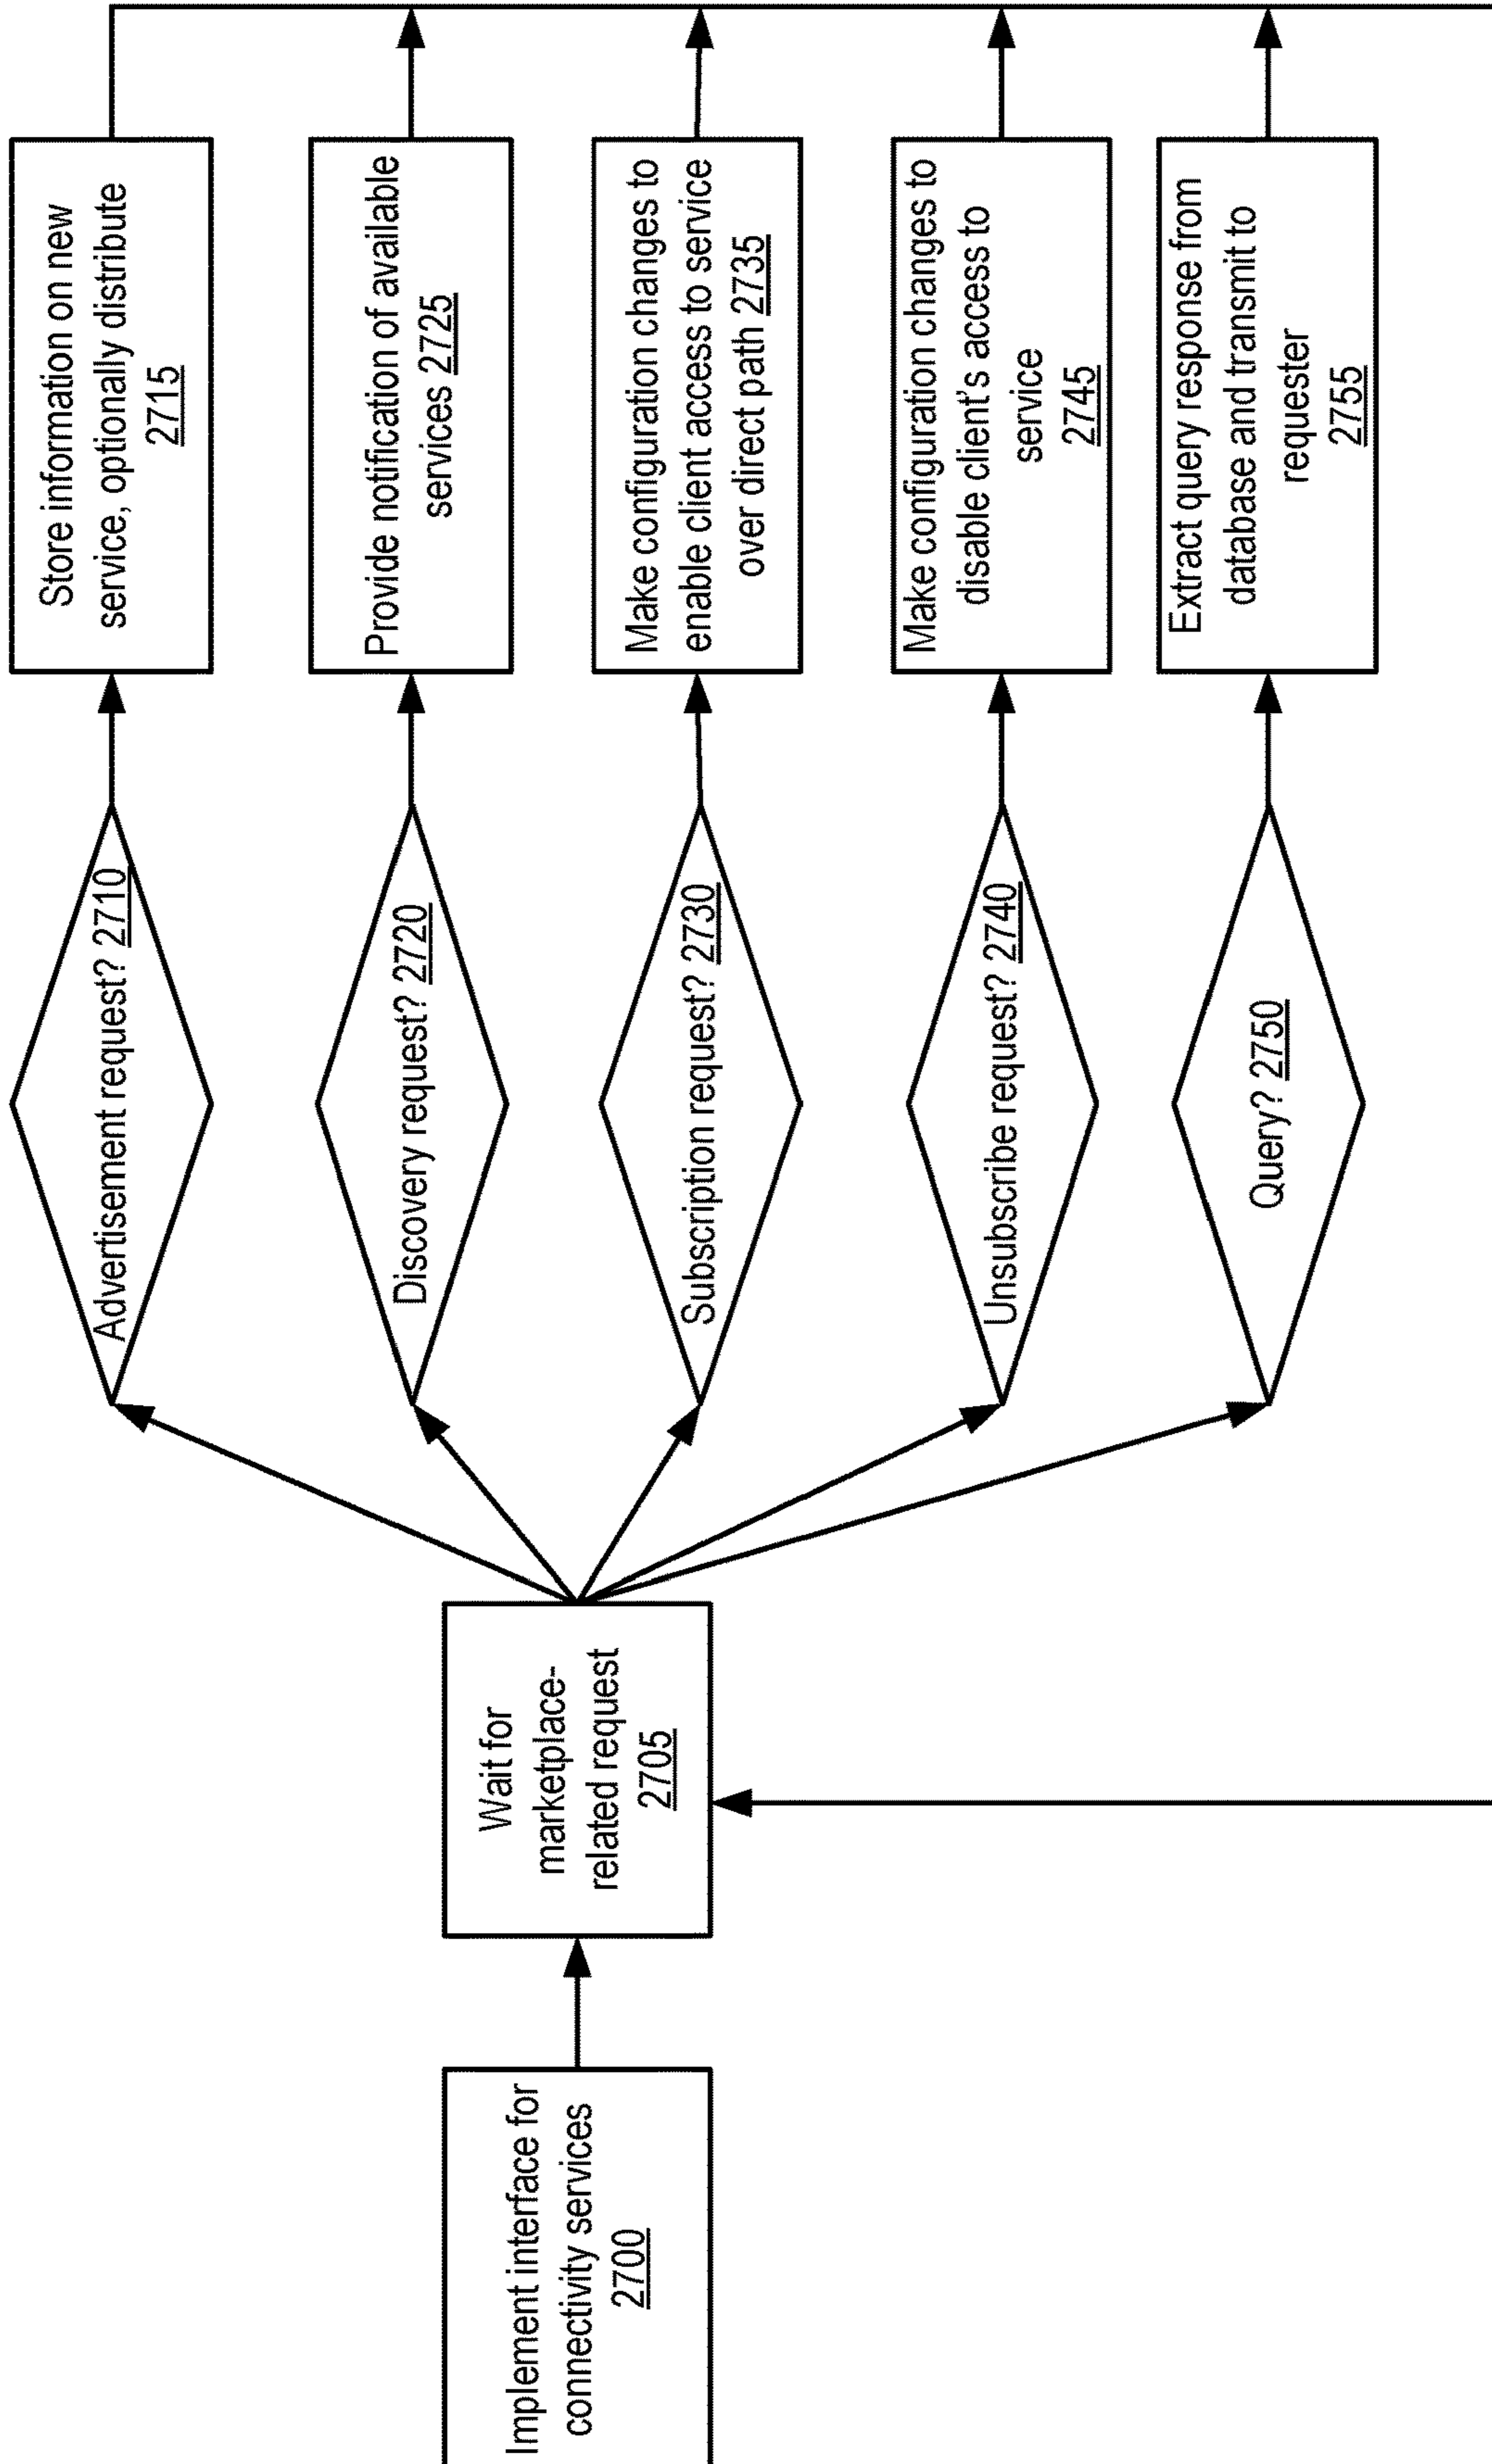 Implement interface for
connectivity services
2700
Wait for
marketplace-
related request
2705
Advertisement request? 2710
Store information on new
service, optionally distribute
2715
Discovery request? 2720
Provide notification of available
services 2725
Subscription request? 2730
Make configuration changes to
enable client access to service
over direct path 2735
Unsubscribe request? 2740
Make configuration changes to
disable client's access to
service
2745
Query? 2750
Extract query response from
database and transmit to
requester
2755